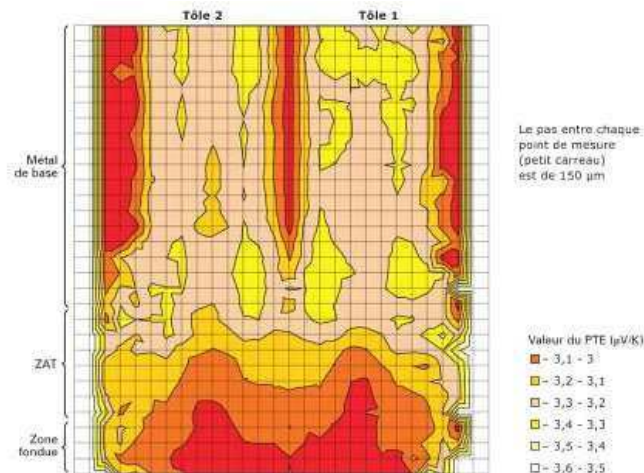 Tôle 2 Tôle 1
Métal
de base
ZAT
Zone
fondue
Le pas entre chaque
point de mesure
(petit carreau)
est de 150 µm
Valeur du PTE (µV/K)
– 3,1 - 3
– 3,2 - 3,1
– 3,3 - 3,2
– 3,4 - 3,3
– 3,5 - 3,4
– 3,6 - 3,5